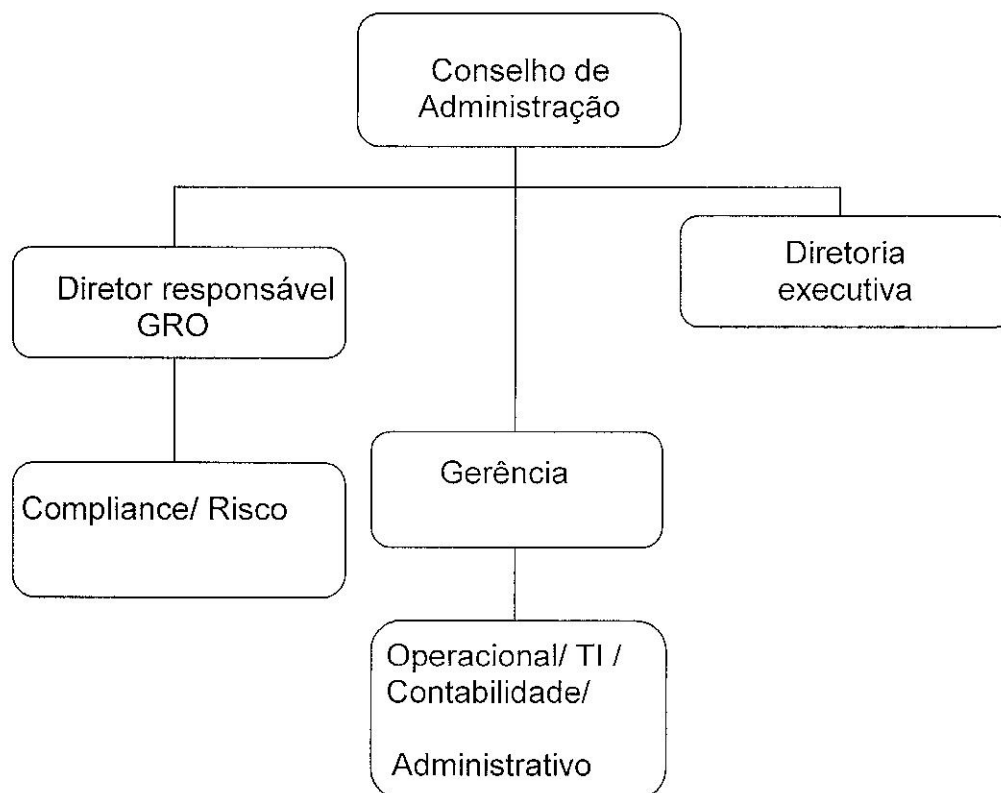 Conselho de
Administração
Diretor responsável
GRO
Diretoria
executiva
Compliance/ Risco
Gerência
Operacional/ TI /
Contabilidade/
Administrativo